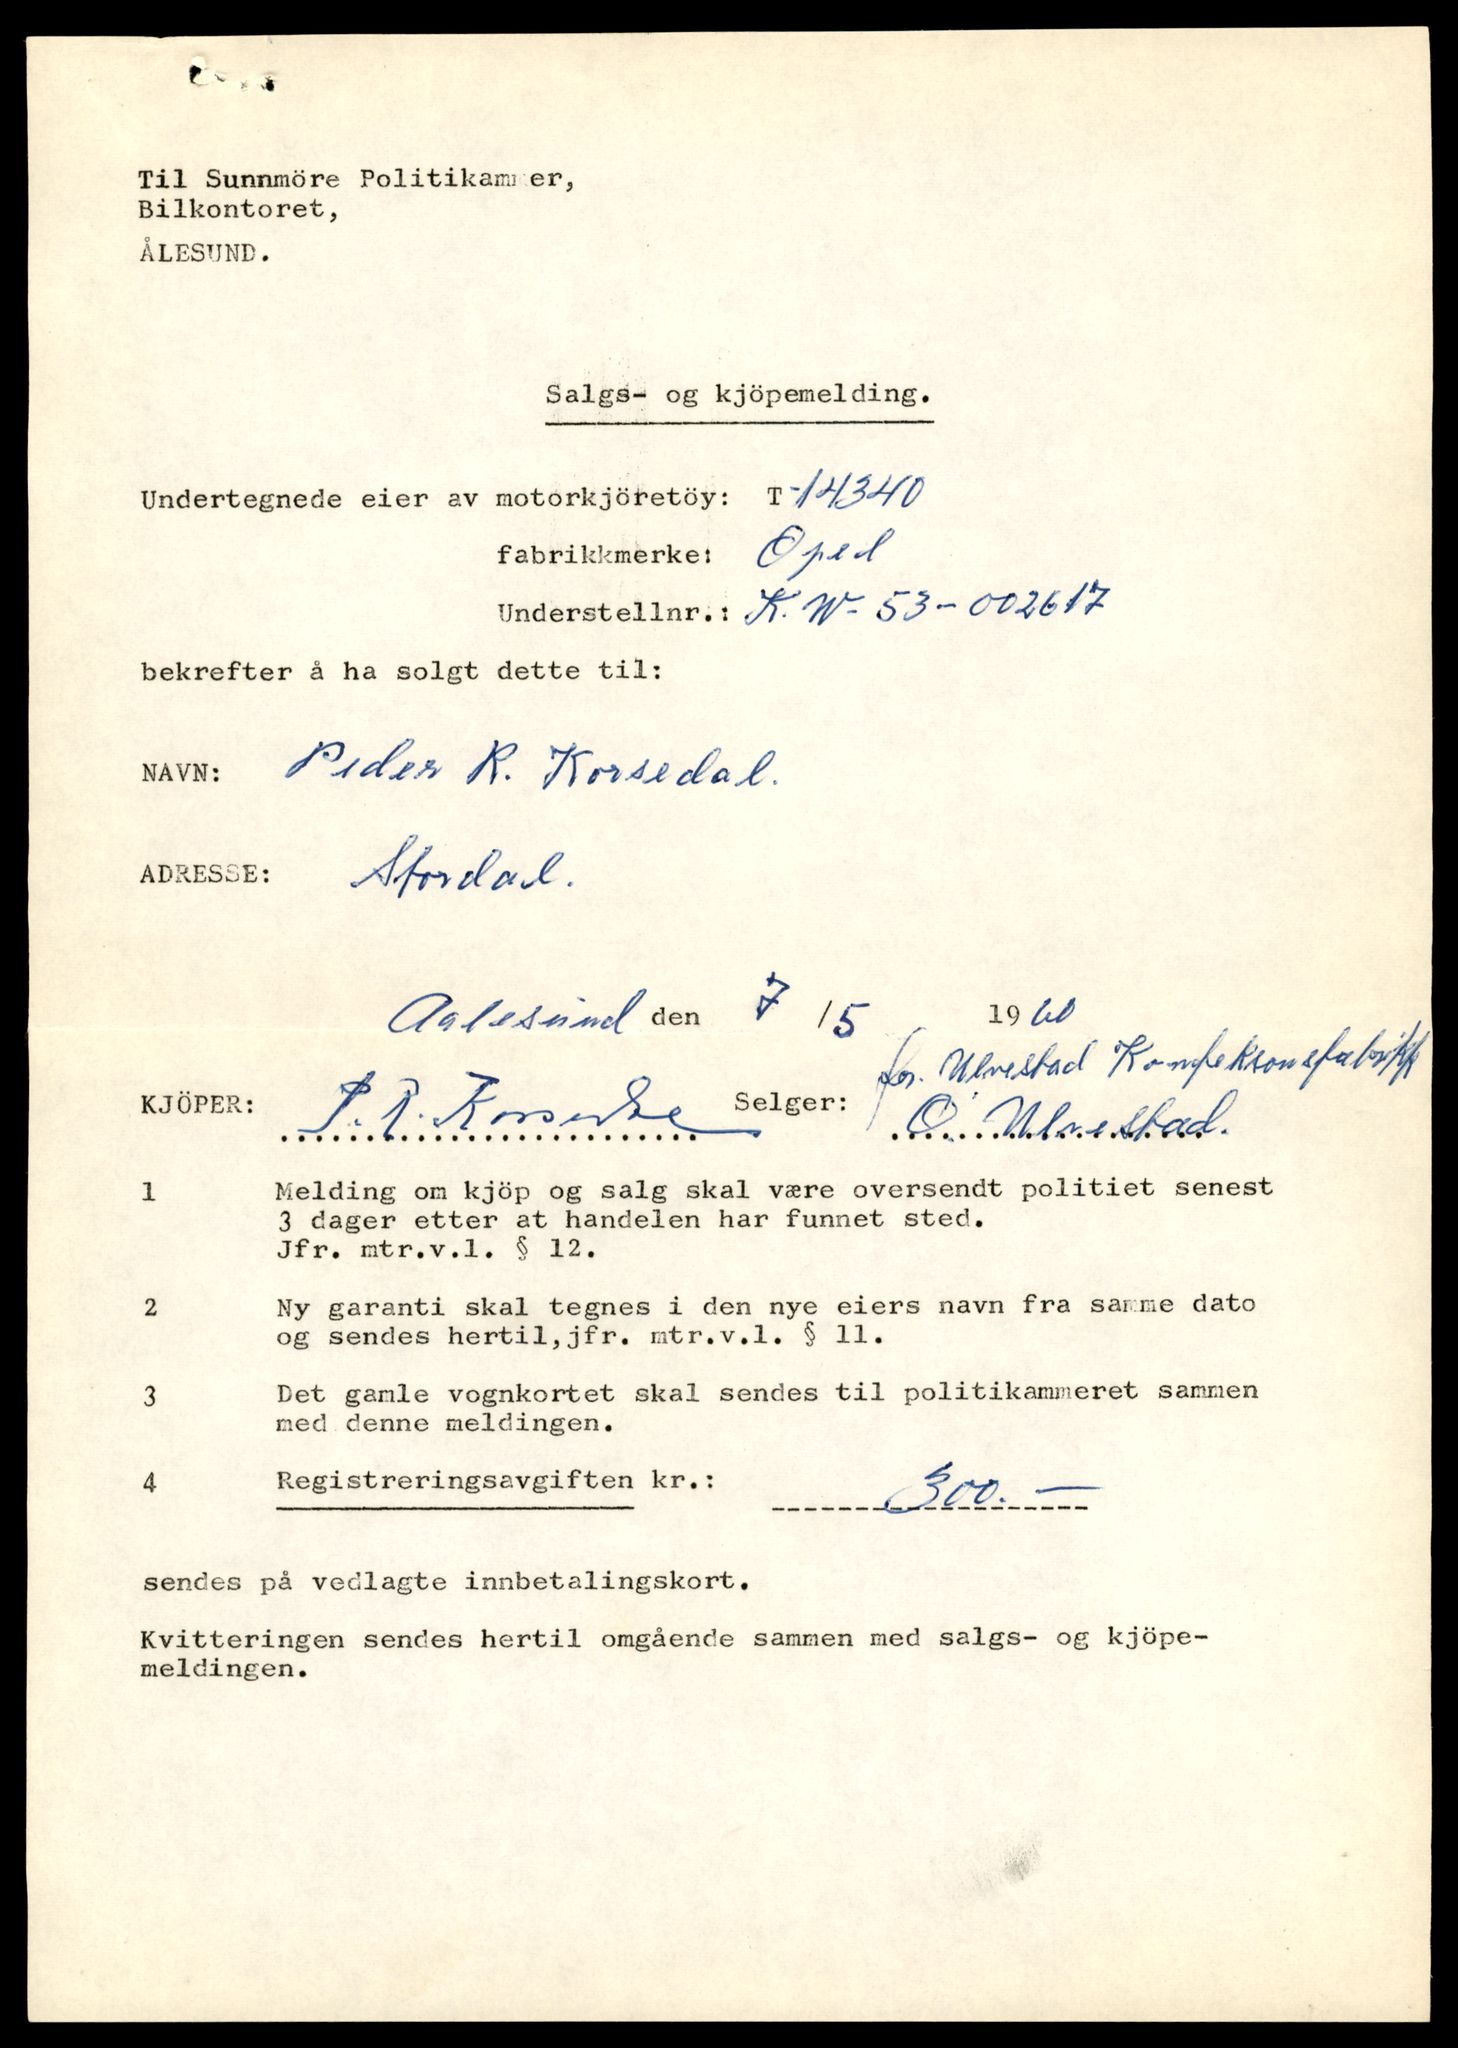 Til Sunnmöre Politikammer,
Bilkontoret,
ÅLESUND.
Salgs- og kjöpemelding.
Undertegnede eier av motorkjöretöy: T-14340
fabrikkmerke: Opel
Understellnr.: K.W-53-002617
bekrefter å ha solgt dette til:
NAVN: Peder R. Korsedal.
ADRESSE: Stordal.
Aalesund den 7/5 1960
for. Ulvestad Konfeksonsfabrikk
KJÖPER: P. R. Selger: O. Ulvestad.
1 Melding om kjöp og salg skal være oversendt politiet senest
3 dager etter at handelen har funnet sted.
Jfr. mtr.v.l. § 12.
2 Ny garanti skal tegnes i den nye eiers navn fra samme dato
og sendes hertil,jfr. mtr.v.l. § 11.
3 Det gamle vognkortet skal sendes til politikammeret sammen
med denne meldingen.
4 Registreringsavgiften kr.: 300.-
sendes på vedlagte innbetalingskort.
Kvitteringen sendes hertil omgående sammen med salgs- og kjöpe-
meldingen.